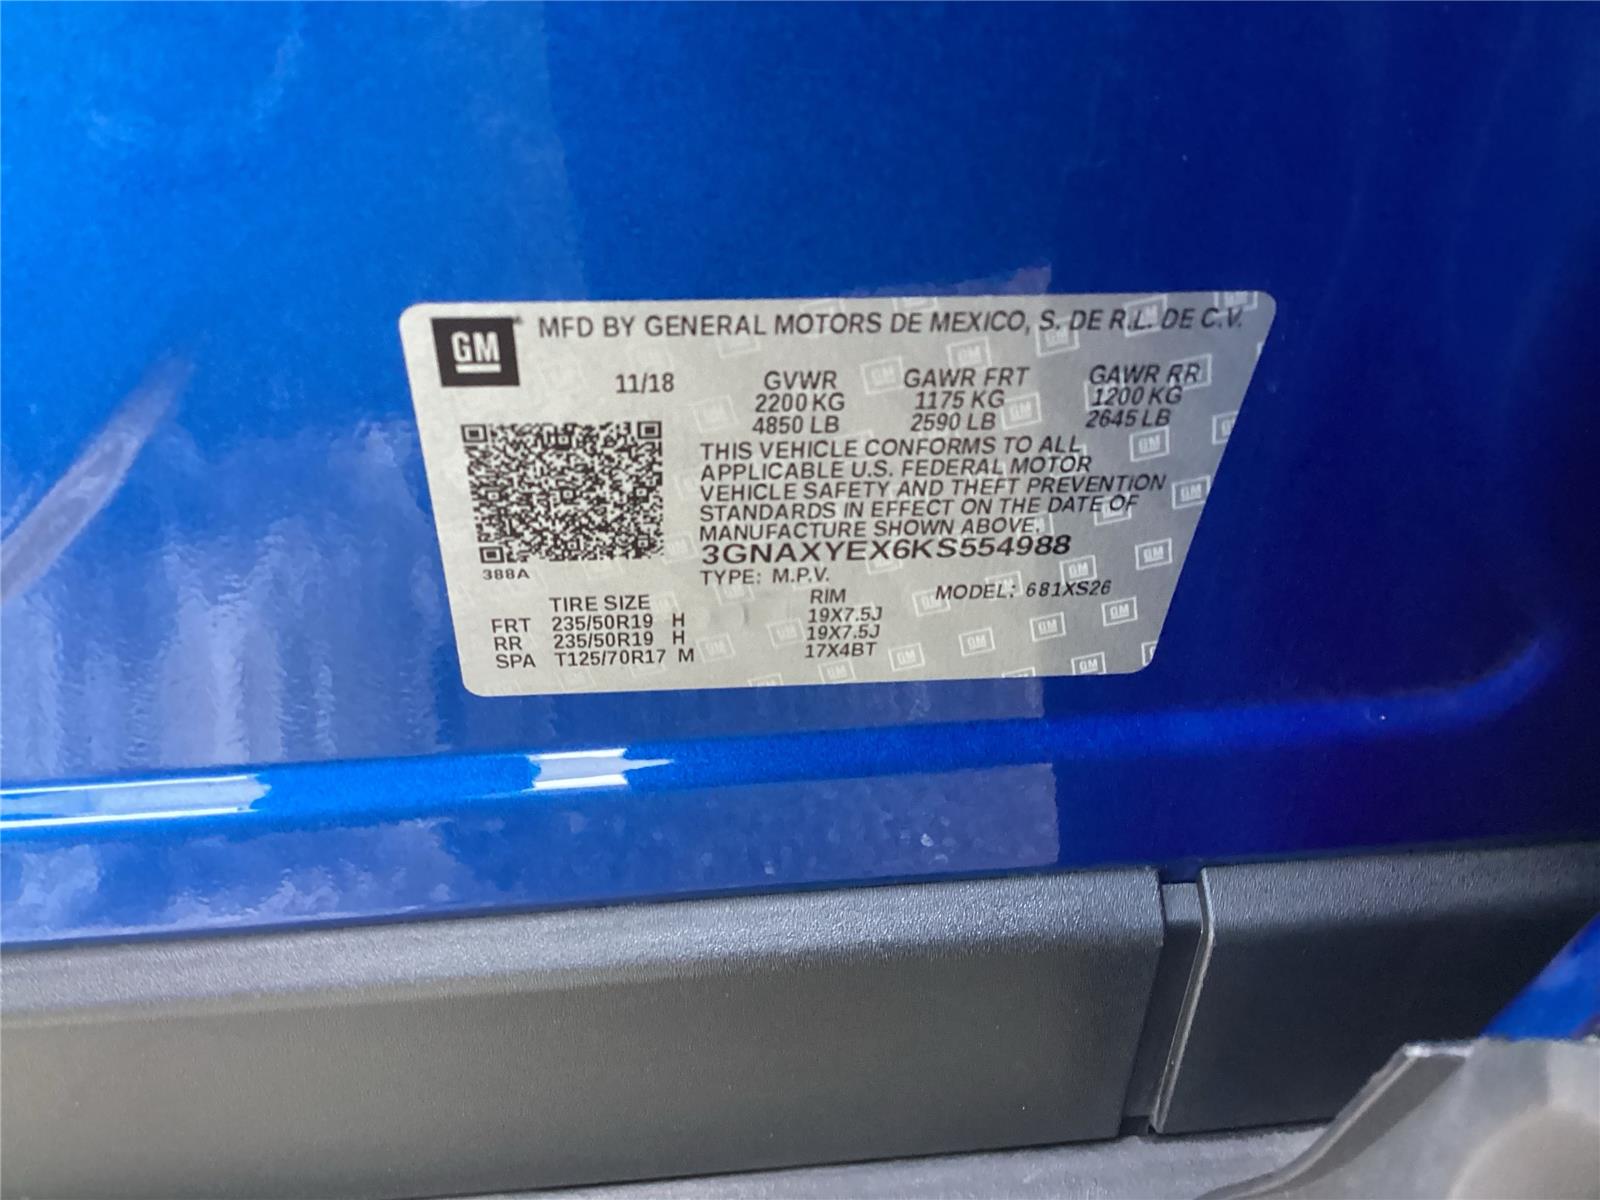 GM
MFD BY GENERAL MOTORS DE MEXICO, S. DE R.L. DE C.V.
11/18 GVWR GAWR FRT GAWR RR
2200 KG 1175 KG 1200 KG
4850 LB 2590 LB 2645 LB
THIS VEHICLE CONFORMS TO ALL
APPLICABLE U.S. FEDERAL MOTOR
VEHICLE SAFETY AND THEFT PREVENTION
STANDARDS IN EFFECT ON THE DATE OF
MANUFACTURE SHOWN ABOVE.
3GNAXYEX6KS554988
388A
TYPE: M.P.V.
MODEL: 681XS26
TIRE SIZE RIM
FRT 235/50R19 H 19X7.5J
RR 235/50R19 H 19X7.5J
SPA T125/70R17 M 17X4BT